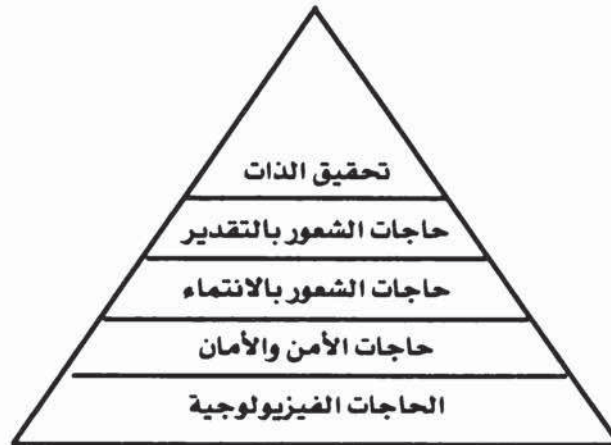 تحقيق الذات
حاجات الشعور بالتقدير
حاجات الشعور بالانتماء
حاجات الأمن والأمان
الحاجات الفيزيولوجية